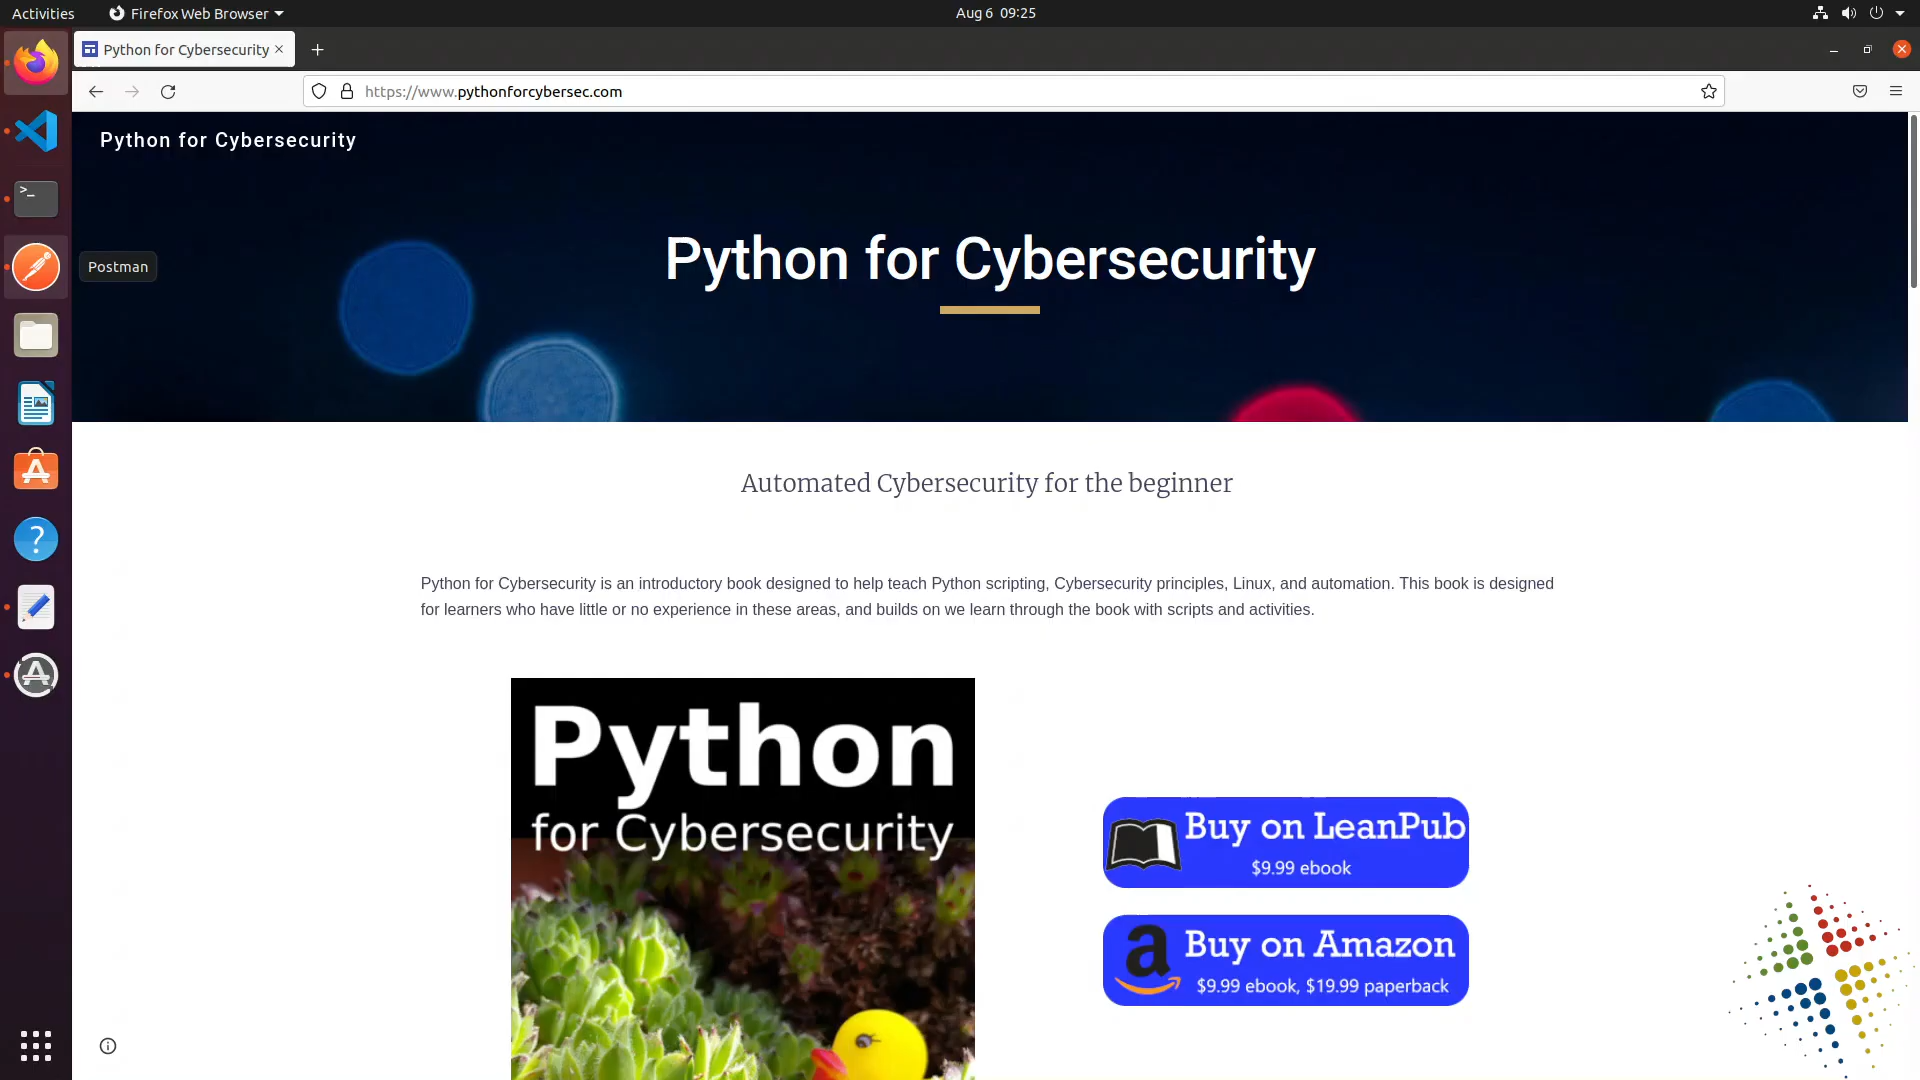 Activities
Firefox Web Browser
Aug 6 09:25
Python for Cybersecurity
https://www.pythonforcybersec.com
Python for Cybersecurity
Python for Cybersecurity
Postman
Automated Cybersecurity for the beginner
Python for Cybersecurity is an introductory book designed to help teach Python scripting, Cybersecurity principles, Linux, and automation. This book is designed
for learners who have little or no experience in these areas, and builds on we learn through the book with scripts and activities.
Python
for Cybersecurity
Buy on LeanPub
$9.99 ebook
a
Buy on Amazon
$9.99 ebook, $19.99 paperback